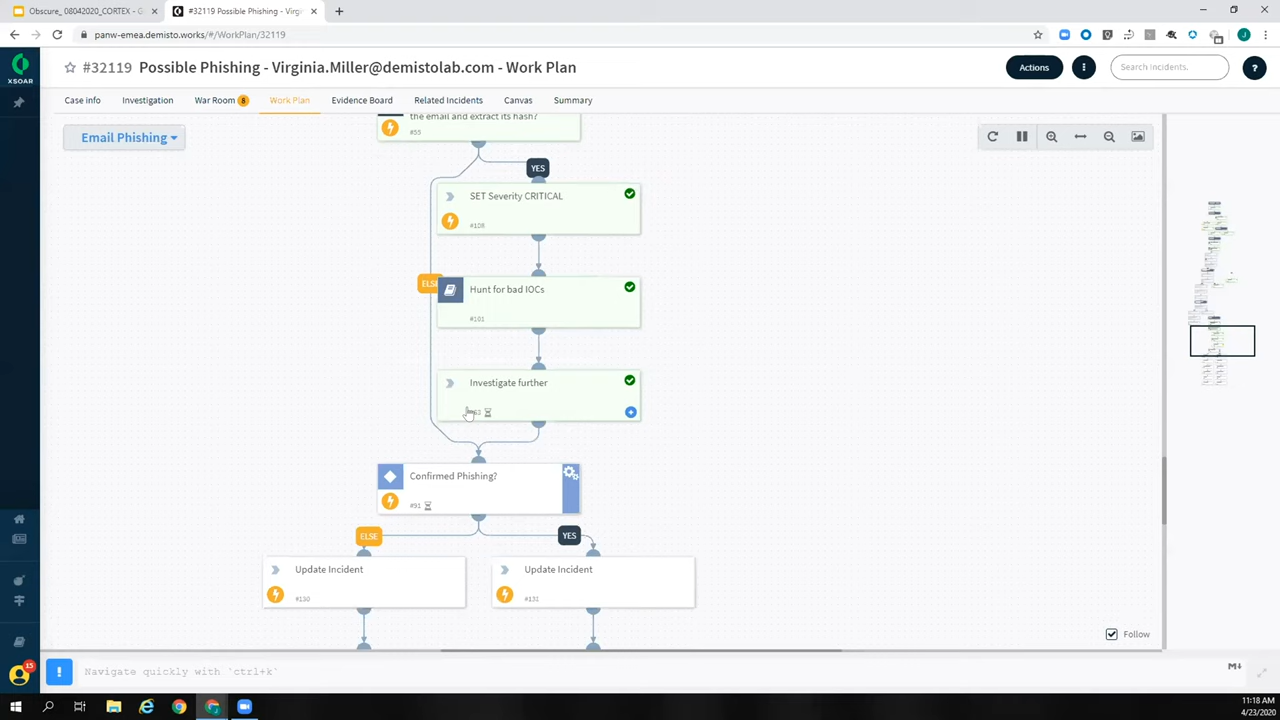 Obscure_ 08042020_CORTEX - G
#32119 Possible Phishing - Virgini
panw-emea.demisto.works/#/WorkPlan/32119
J
XSOAR
#32119 Possible Phishing - Virginia.Miller@demistolab.com - Work Plan
Actions
Search incidents.
?
Case info
Investigation
War Room 8
Work Plan
Evidence Board
Related Incidents
Canvas
Summary
Email Phishing
the email and extract its hash?
#55
YES
SET Severity CRITICAL
#108
ELSE
Hunt for bad IOCs
#101
Investigate further
Confirmed Phishing?
#91
ELSE
YES
Update Incident
#130
Update Incident
#131
Follow
15
!
Navigate quickly with `ctrl+k`
M
11:18 AM
4/23/2020